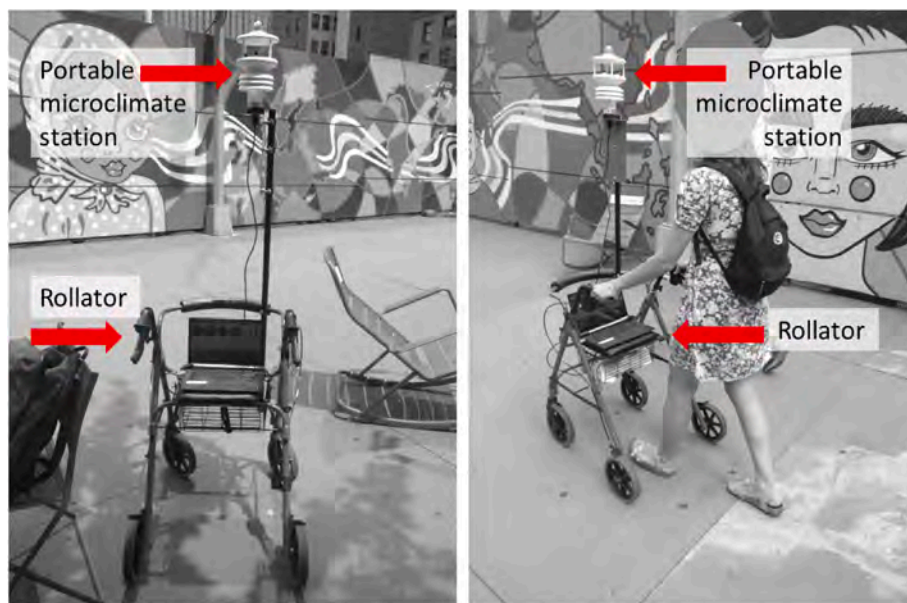 Portable
microclimate
station
Rollator
Portable
microclimate
station
Rollator